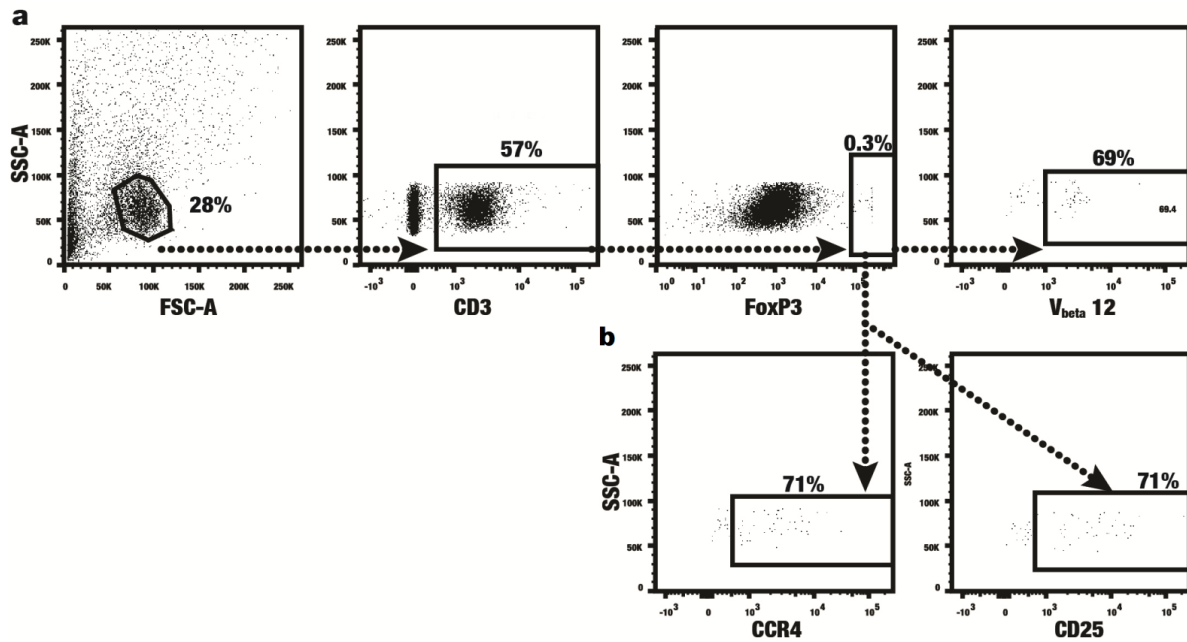 a
SSC-A
250K
200K
150K
100K
50K
0
28%
0 50K 100K 150K 200K 250K
FSC-A
250K
200K
150K
100K
50K
0
57%
-10³ 0 10³ 10⁴ 10⁵
CD3
250K
200K
150K
100K
50K
0
0.3%
10⁰ 10¹ 10² 10³ 10⁴ 10⁵
FoxP3
250K
200K
150K
100K
50K
0
69%
69.4
-10³ 0 10³ 10⁴ 10⁵
Vbeta 12
b
SSC-A
250K
200K
150K
100K
50K
0
71%
-10³ 0 10³ 10⁴ 10⁵
CCR4
SSC-A
250K
200K
150K
100K
50K
0
71%
-10³ 0 10³ 10⁴ 10⁵
CD25